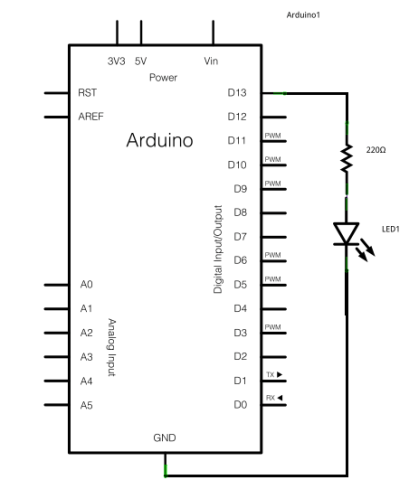 Arduino1
3V3 5V Vin
Power
RST D13
AREF D12
Arduino
D11 PWM
D10 PWM
D9 PWM
D8
D7
D6 PWM
A0 D5 PWM
A1 D4
A2 D3 PWM
A3 D2
A4 D1 TX
A5 D0 RX
Digital Input/Output
Analog Input
GND
220Ω
LED1